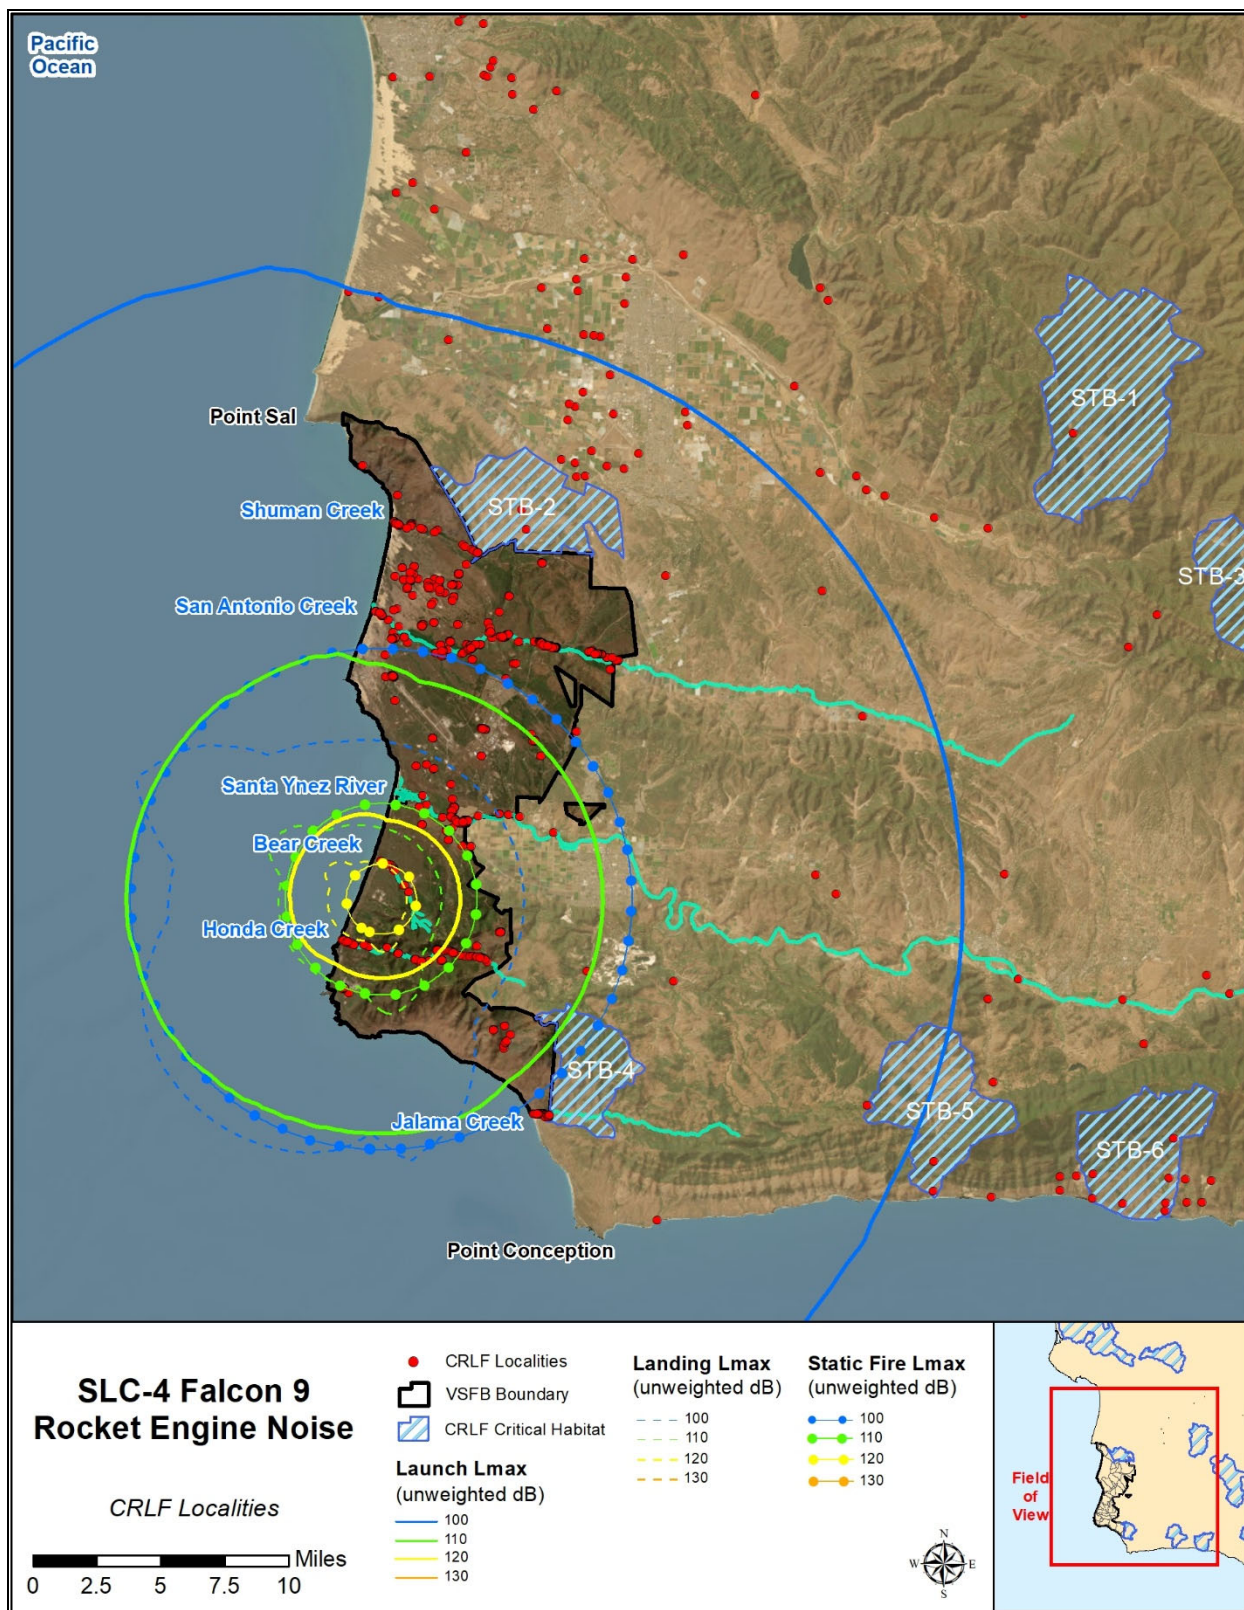 Pacific
Ocean
STB-1
Point Sal
STB-2
Shuman Creek
STB-3
San Antonio Creek
Santa Ynez River
Bear Creek
Honda Creek
STB-4
STB-5
Jalama Creek
STB-6
Point Conception
SLC-4 Falcon 9
Rocket Engine Noise
CRLF Localities
Miles
0 2.5 5 7.5 10
CRLF Localities
VSFB Boundary
CRLF Critical Habitat
Launch Lmax
(unweighted dB)
100
110
120
130
Landing Lmax
(unweighted dB)
100
110
120
130
Static Fire Lmax
(unweighted dB)
100
110
120
130
N
W E
S
Field
of
View